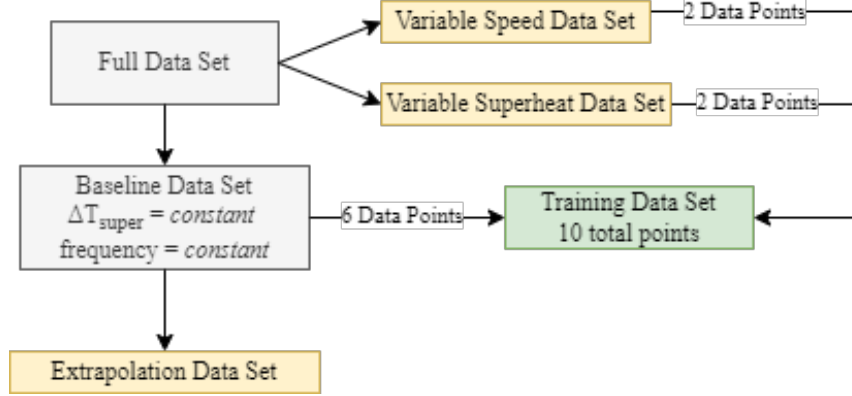 Variable Speed Data Set
2 Data Points
Full Data Set
Variable Superheat Data Set
2 Data Points
Baseline Data Set
ΔT_super = constant
frequency = constant
6 Data Points
Training Data Set
10 total points
Extrapolation Data Set